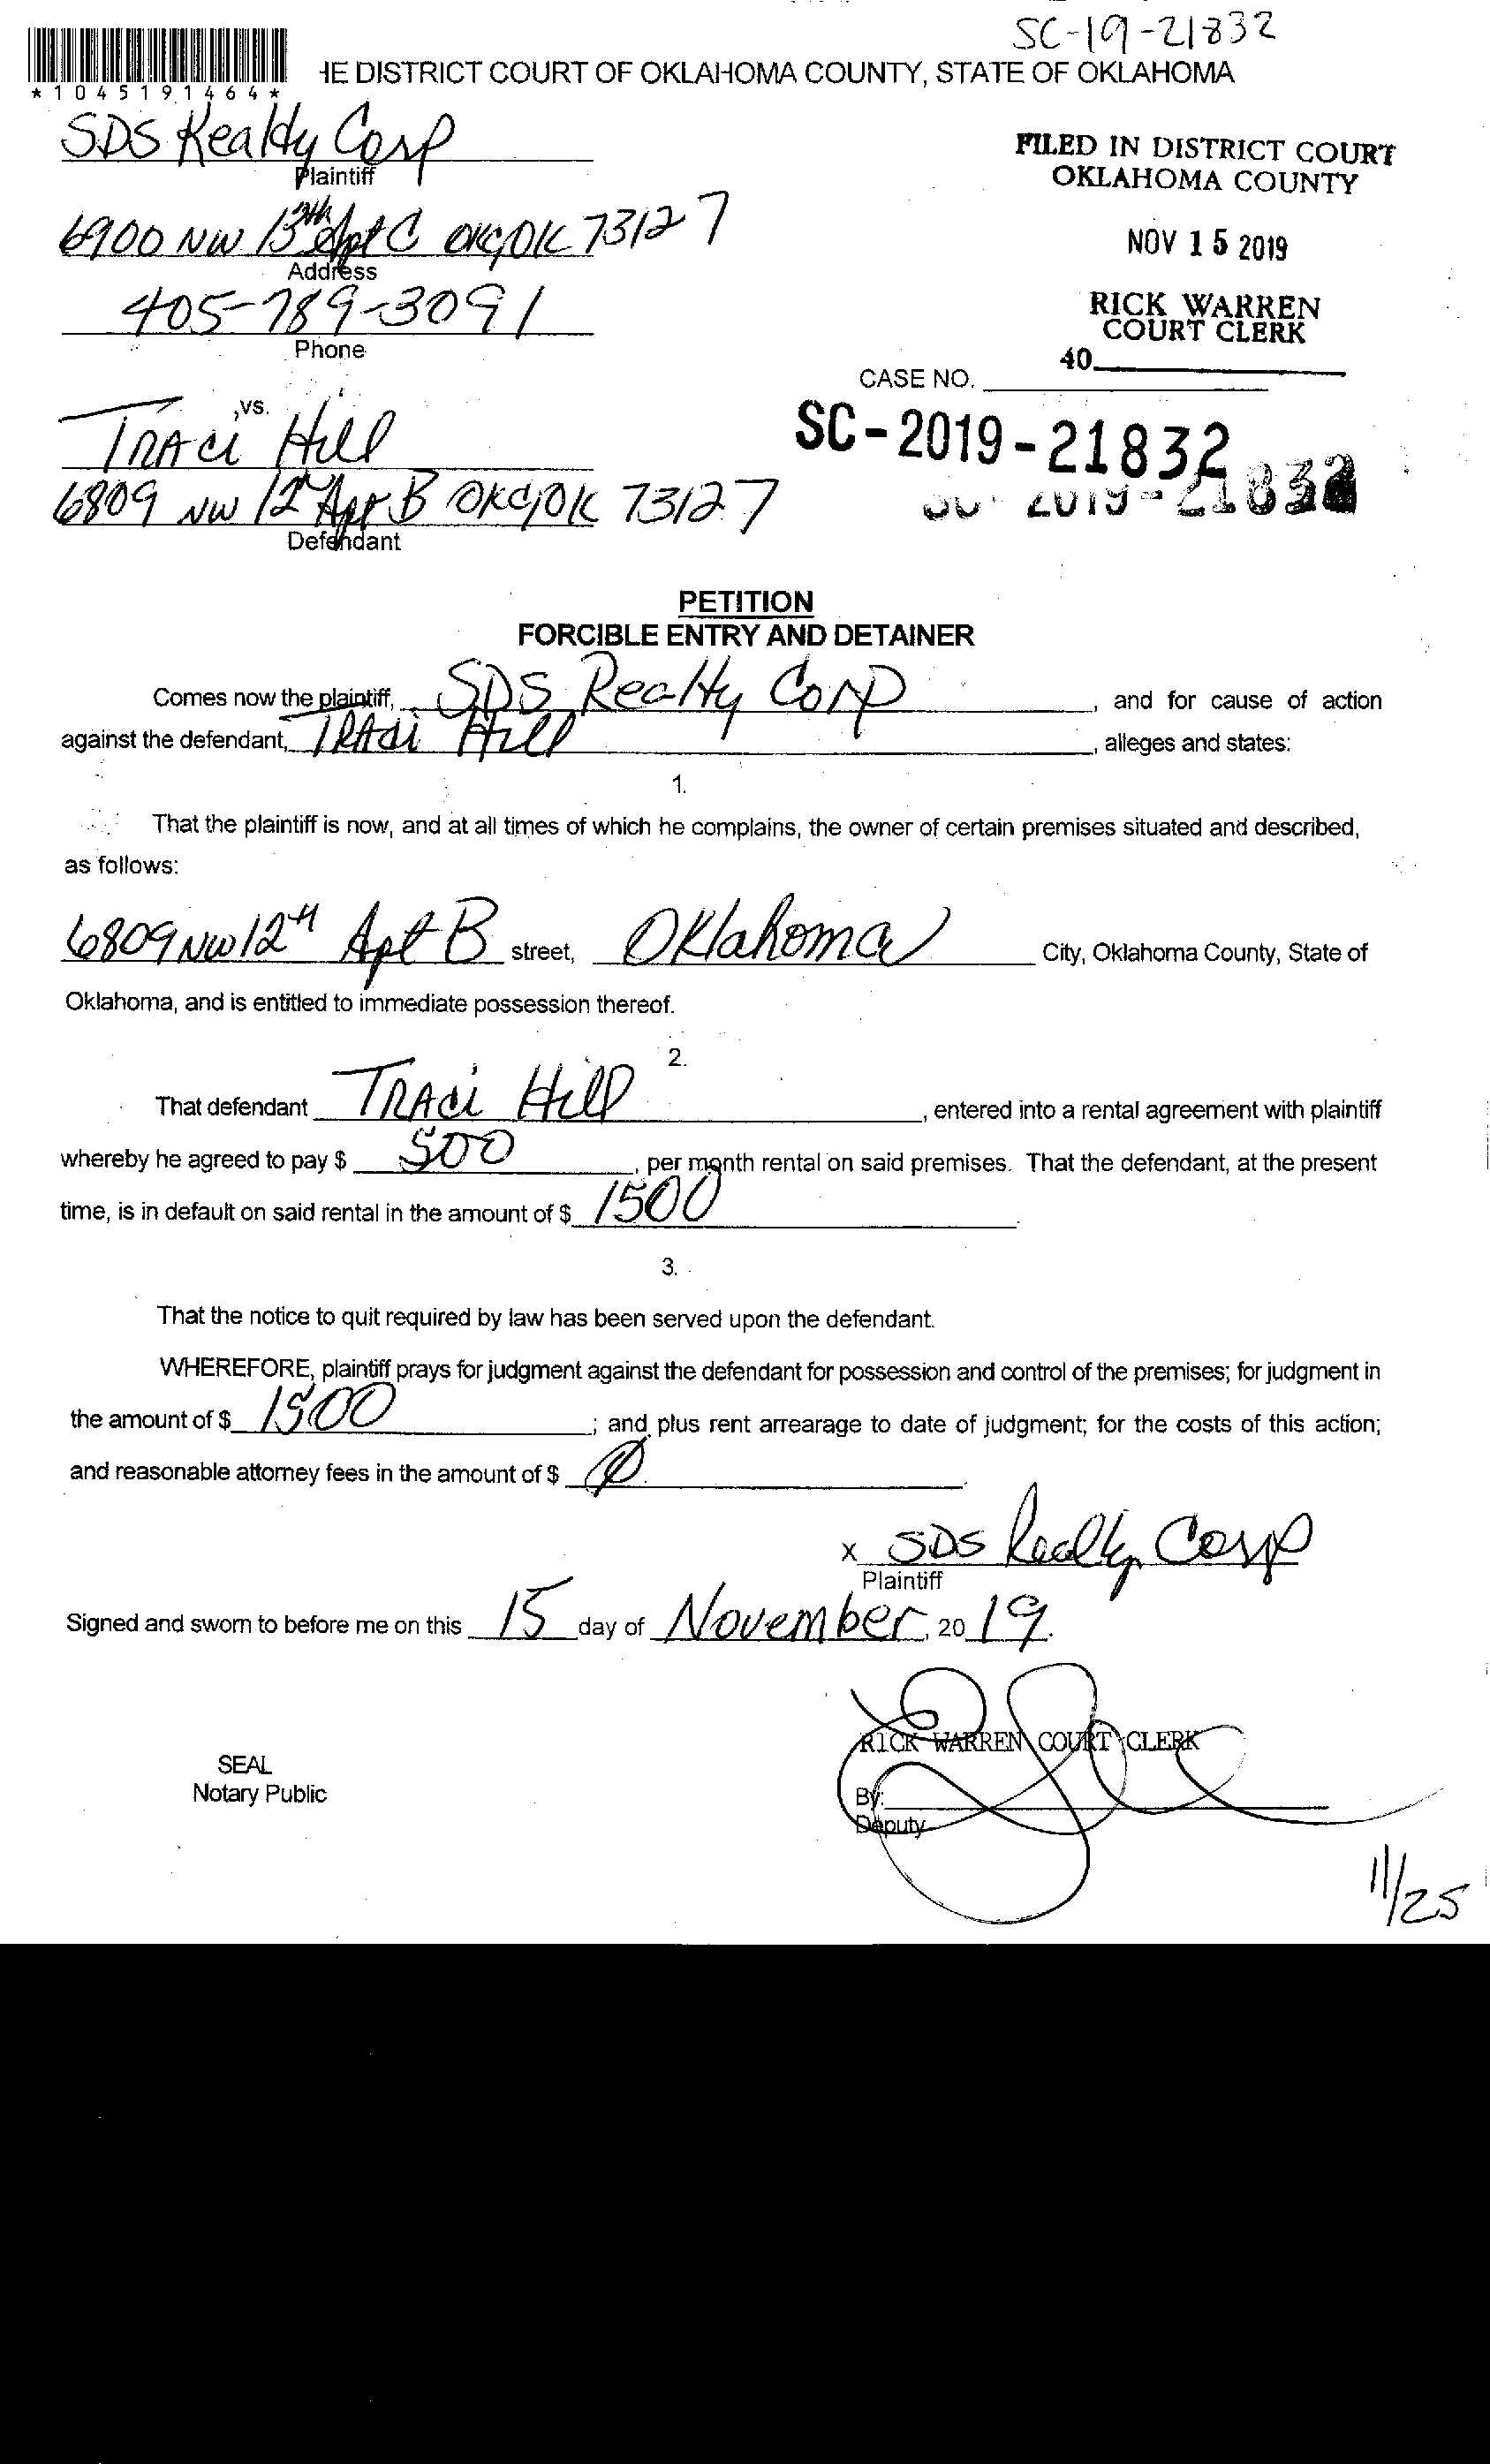 SC-19-21832
HE DISTRICT COURT OF OKLAHOMA COUNTY, STATE OF OKLAHOMA
*1045191464*
SDS Realty Corp
Plaintiff
FILED IN DISTRICT COURT
OKLAHOMA COUNTY
6900 NW 13th Apt C OKC, OK 73127
Address
NOV 15 2019
405-789-3091
Phone
RICK WARREN
COURT CLERK
40
CASE NO.
,vs.
Traci Hill
SC-2019-21832
6809 NW 12th Apt B OKC, OK 73127
SC-2019-21832
Defendant
PETITION
FORCIBLE ENTRY AND DETAINER
Comes now the plaintiff, SDS Realty Corp, and for cause of action
against the defendant, Traci Hill, alleges and states:
1.
That the plaintiff is now, and at all times of which he complains, the owner of certain premises situated and described,
as follows:
6809 NW 12th Apt B street, Oklahoma City, Oklahoma County, State of
Oklahoma, and is entitled to immediate possession thereof.
2.
That defendant Traci Hill, entered into a rental agreement with plaintiff
whereby he agreed to pay $ 500, per month rental on said premises. That the defendant, at the present
time, is in default on said rental in the amount of $ 1500.
3.
That the notice to quit required by law has been served upon the defendant.
WHEREFORE, plaintiff prays for judgment against the defendant for possession and control of the premises; for judgment in
the amount of $ 1500; and plus rent arrearage to date of judgment; for the costs of this action;
and reasonable attorney fees in the amount of $ Ø.
x SDS Realty Corp
Plaintiff
Signed and sworn to before me on this 15 day of November, 20 19.
RICK WARREN COURT CLERK
SEAL
Notary Public
By:
Deputy
11/25